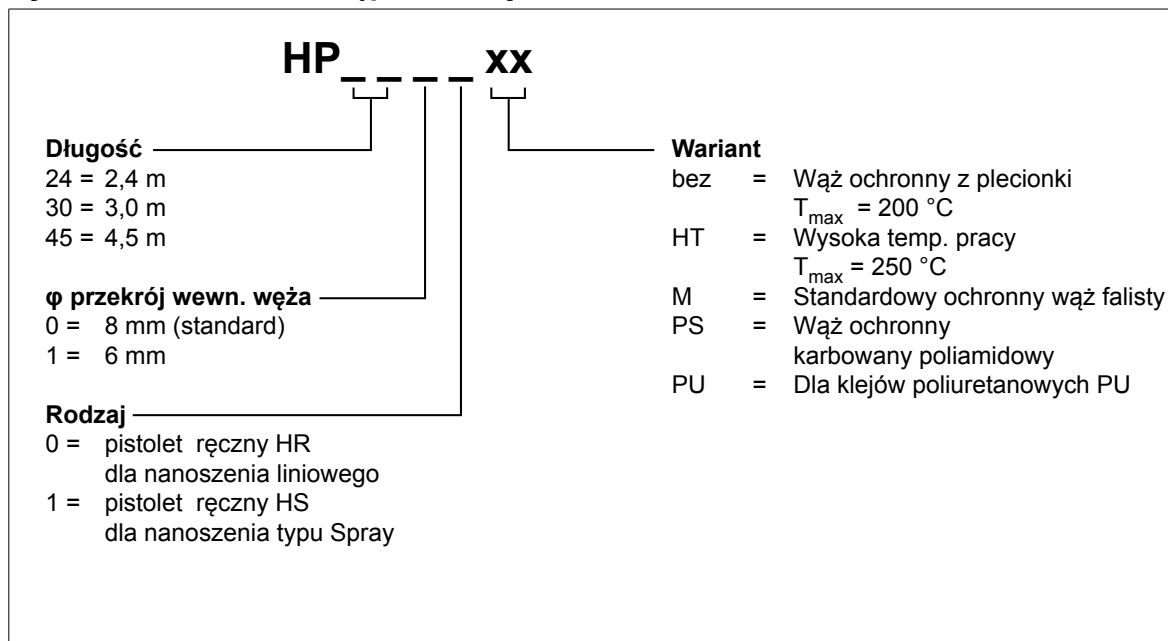 HP_ _ _ _ xx
Długość
24 = 2,4 m
30 = 3,0 m
45 = 4,5 m
φ przekrój wewn. węża
0 = 8 mm (standard)
1 = 6 mm
Rodzaj
0 = pistolet ręczny HR
dla nanoszenia liniowego
1 = pistolet ręczny HS
dla nanoszenia typu Spray
Wariant
bez = Wąż ochronny z plecionki
Tmax = 200 °C
HT = Wysoka temp. pracy
Tmax = 250 °C
M = Standardowy ochronny wąż falisty
PS = Wąż ochronny
karbowany poliamidowy
PU = Dla klejów poliuretanowych PU